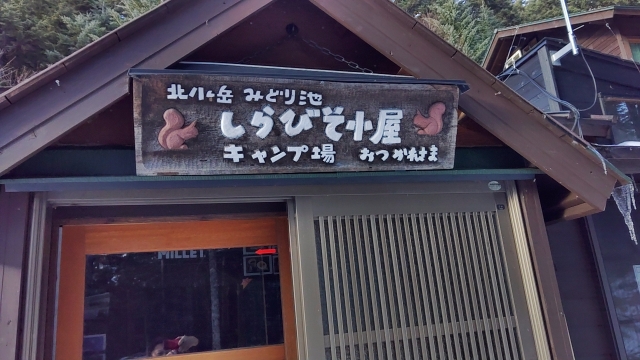 北八ヶ岳 みどり池
しらびそ小屋
キャンプ場 おつかれさま
MILLET